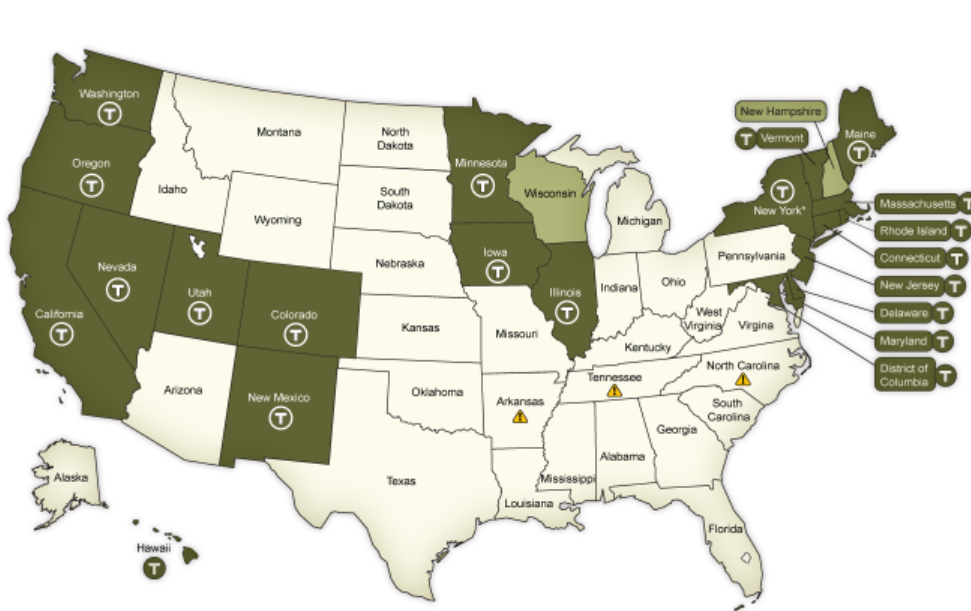 Washington
T
Oregon
T
California
T
Nevada
T
Idaho
Montana
Wyoming
Utah
T
Colorado
T
Arizona
New Mexico
T
North
Dakota
South
Dakota
Nebraska
Kansas
Oklahoma
Texas
Minnesota
T
Iowa
T
Missouri
Arkansas
!
Louisiana
Wisconsin
Illinois
T
Michigan
Indiana
Ohio
Kentucky
Tennessee
!
Mississippi
Alabama
Georgia
Florida
South
Carolina
North Carolina
!
West
Virginia
Virgina
Pennsylvania
T
New York*
New Hampshire
T Vermont
Maine
T
Massachusetts T
Rhode Island T
Connecticut T
New Jersey T
Delaware T
Maryland T
District of
Columbia T
Alaska
Hawaii
T